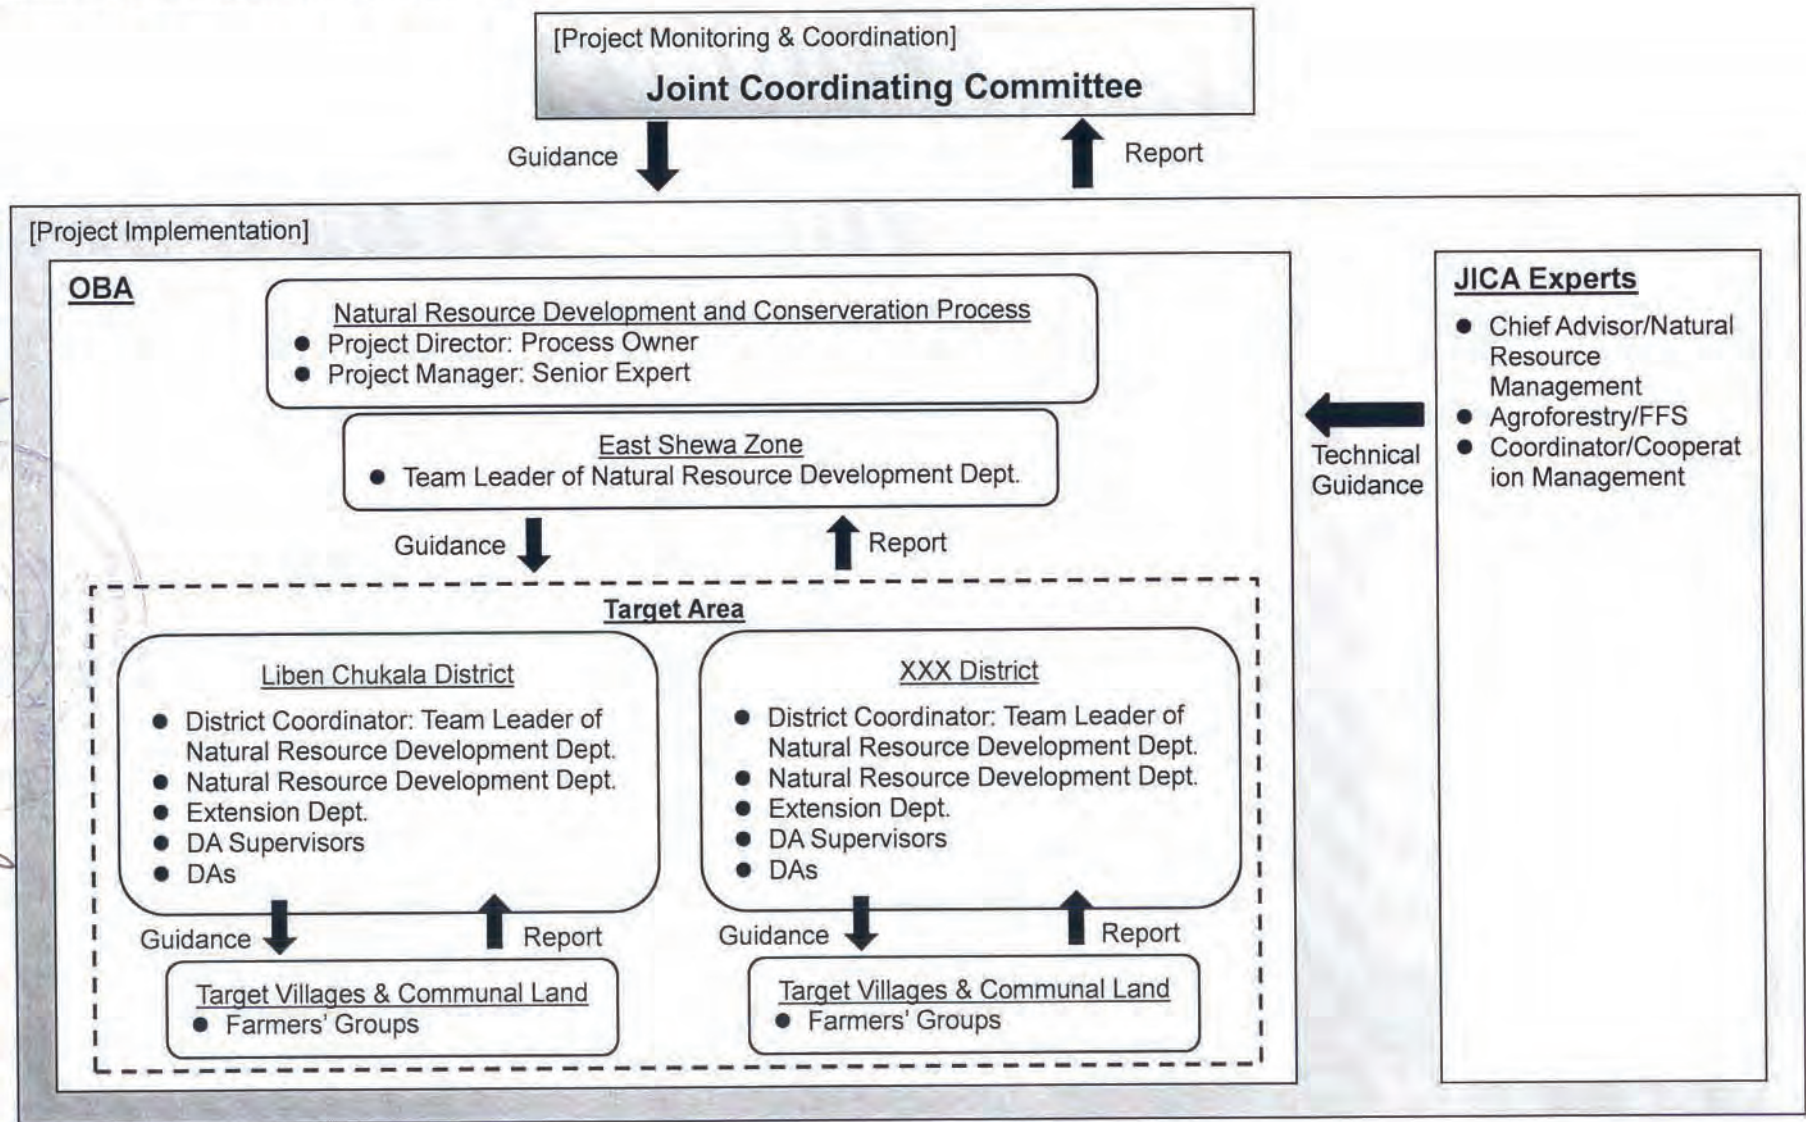 [Project Monitoring & Coordination]
Joint Coordinating Committee
Guidance
Report
[Project Implementation]
OBA
Natural Resource Development and Conserveration Process
● Project Director: Process Owner
● Project Manager: Senior Expert
East Shewa Zone
● Team Leader of Natural Resource Development Dept.
Guidance
Report
Target Area
Liben Chukala District
● District Coordinator: Team Leader of
Natural Resource Development Dept.
● Natural Resource Development Dept.
● Extension Dept.
● DA Supervisors
● DAs
Guidance
Report
Target Villages & Communal Land
● Farmers' Groups
XXX District
● District Coordinator: Team Leader of
Natural Resource Development Dept.
● Natural Resource Development Dept.
● Extension Dept.
● DA Supervisors
● DAs
Guidance
Report
Target Villages & Communal Land
● Farmers' Groups
Technical
Guidance
JICA Experts
● Chief Advisor/Natural
Resource
Management
● Agroforestry/FFS
● Coordinator/Cooperat
ion Management